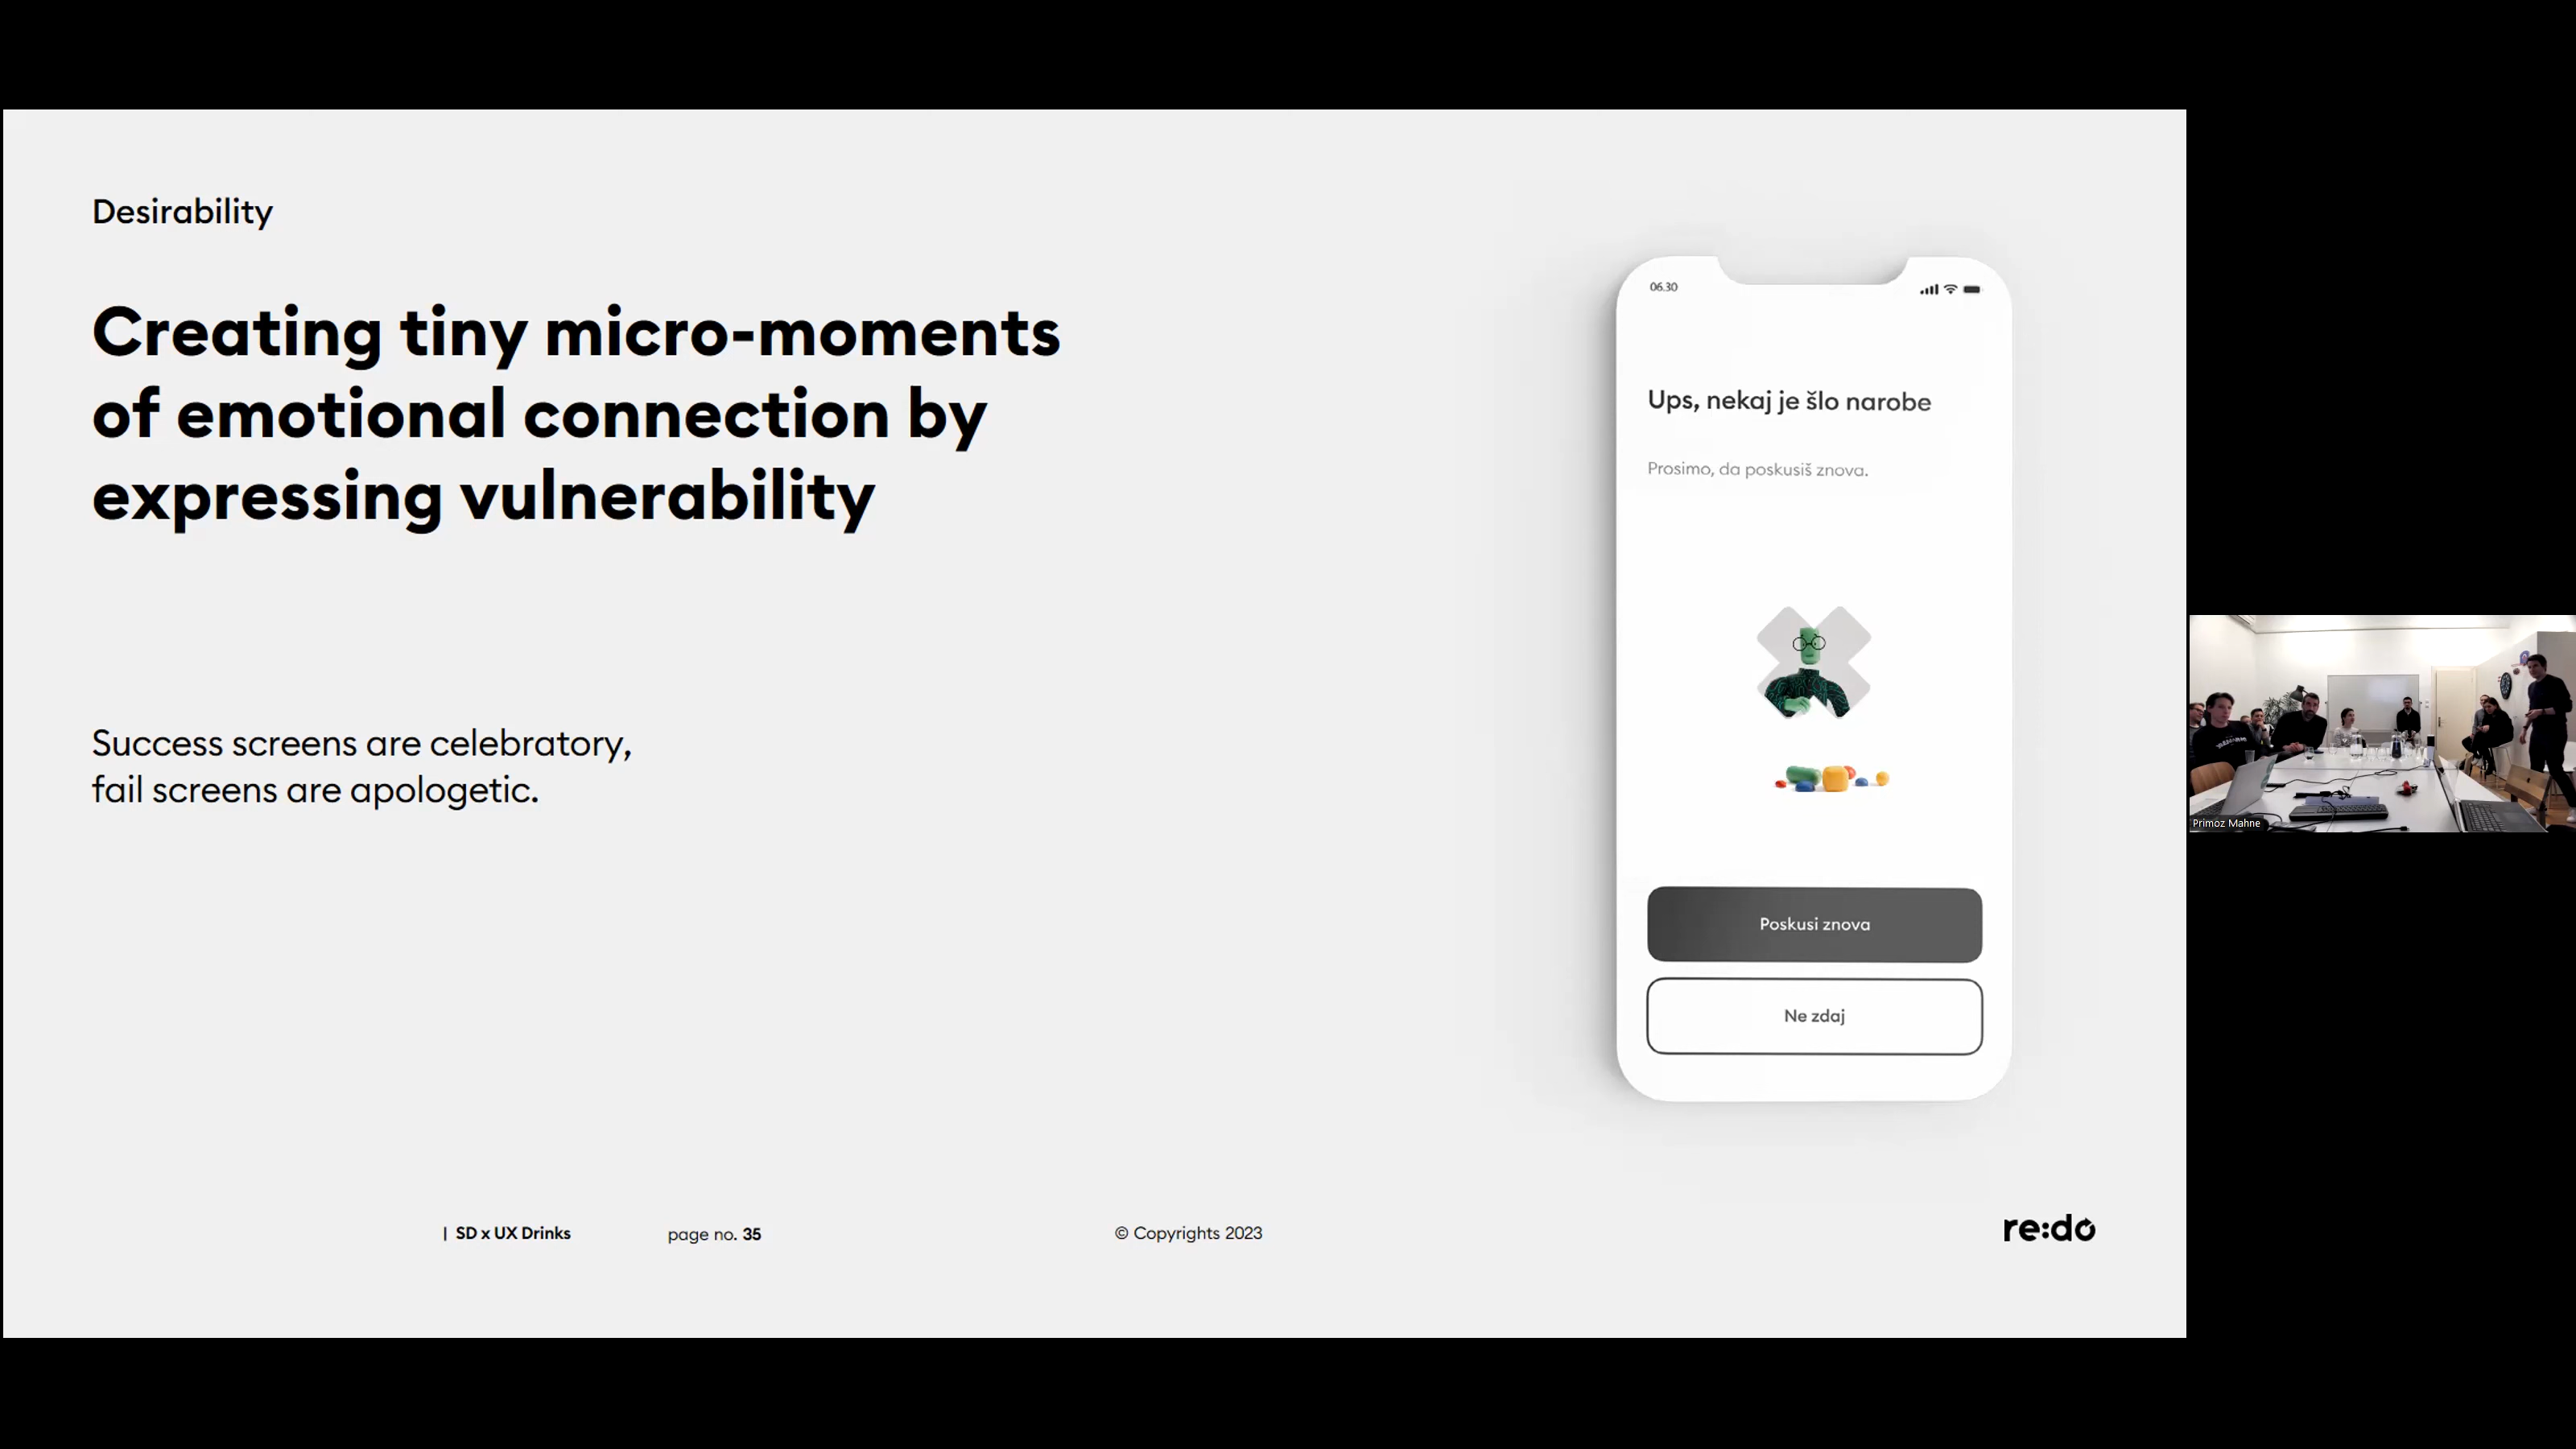 Desirability
Creating tiny micro-moments
of emotional connection by
expressing vulnerability
Success screens are celebratory,
fail screens are apologetic.
06.30
Ups, nekaj je šlo narobe
Prosimo, da poskusiš znova.
Poskusi znova
Ne zdaj
| SD x UX Drinks
page no. 35
© Copyrights 2023
re:do
Primoz Mahne